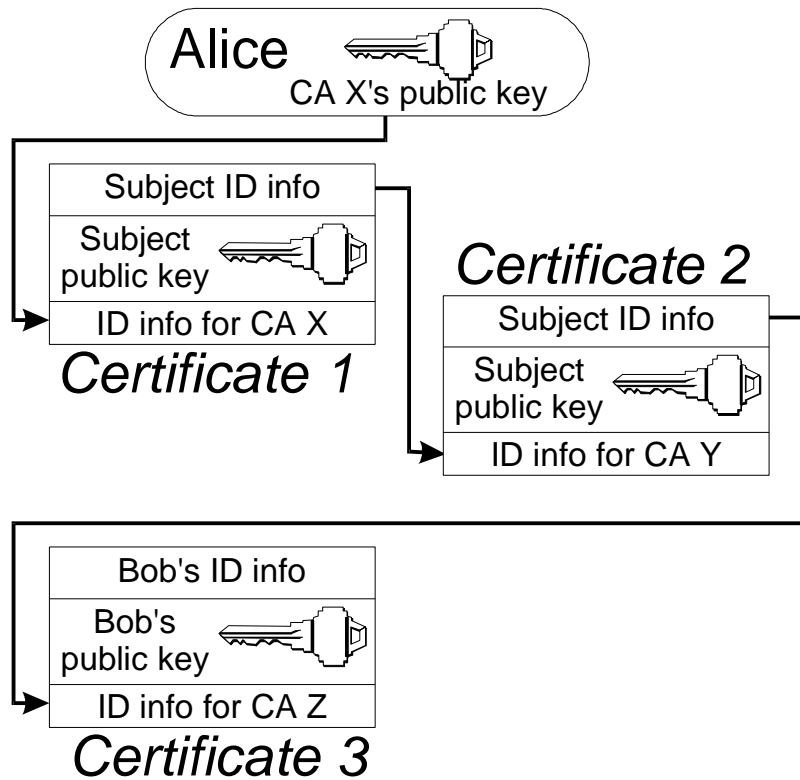 Alice
CA X's public key
Subject ID info
Subject
public key
ID info for CA X
Certificate 1
Certificate 2
Subject ID info
Subject
public key
ID info for CA Y
Bob's ID info
Bob's
public key
ID info for CA Z
Certificate 3